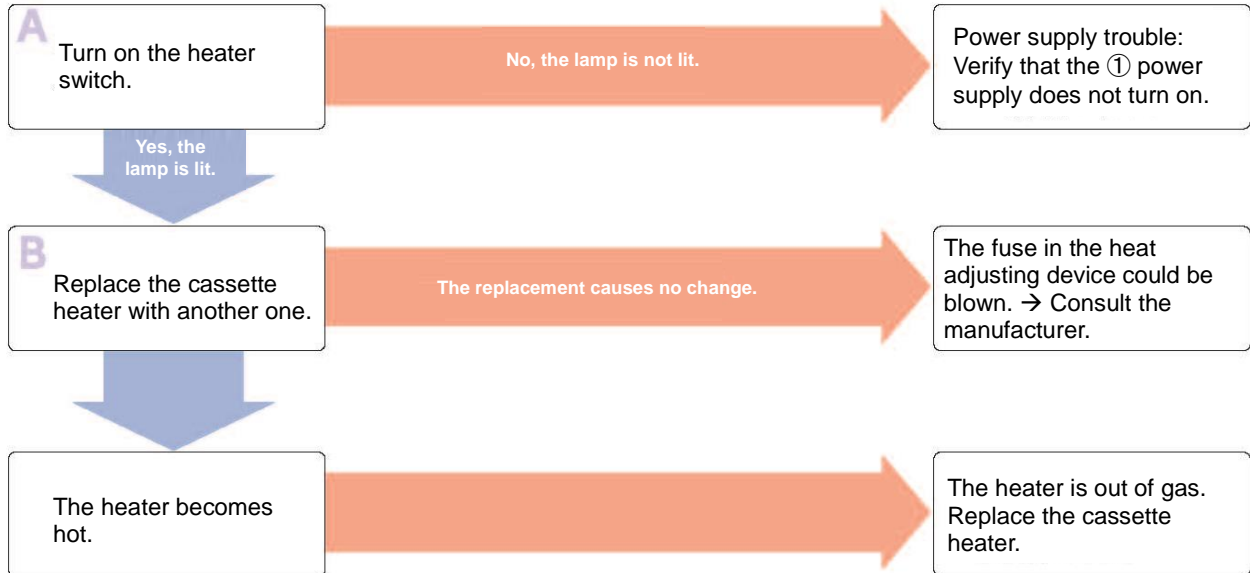 A
Turn on the heater
switch.
No, the lamp is not lit.
Power supply trouble:
Verify that the ① power
supply does not turn on.
Yes, the
lamp is lit.
B
Replace the cassette
heater with another one.
The replacement causes no change.
The fuse in the heat
adjusting device could be
blown. → Consult the
manufacturer.
The heater becomes
hot.
The heater is out of gas.
Replace the cassette
heater.